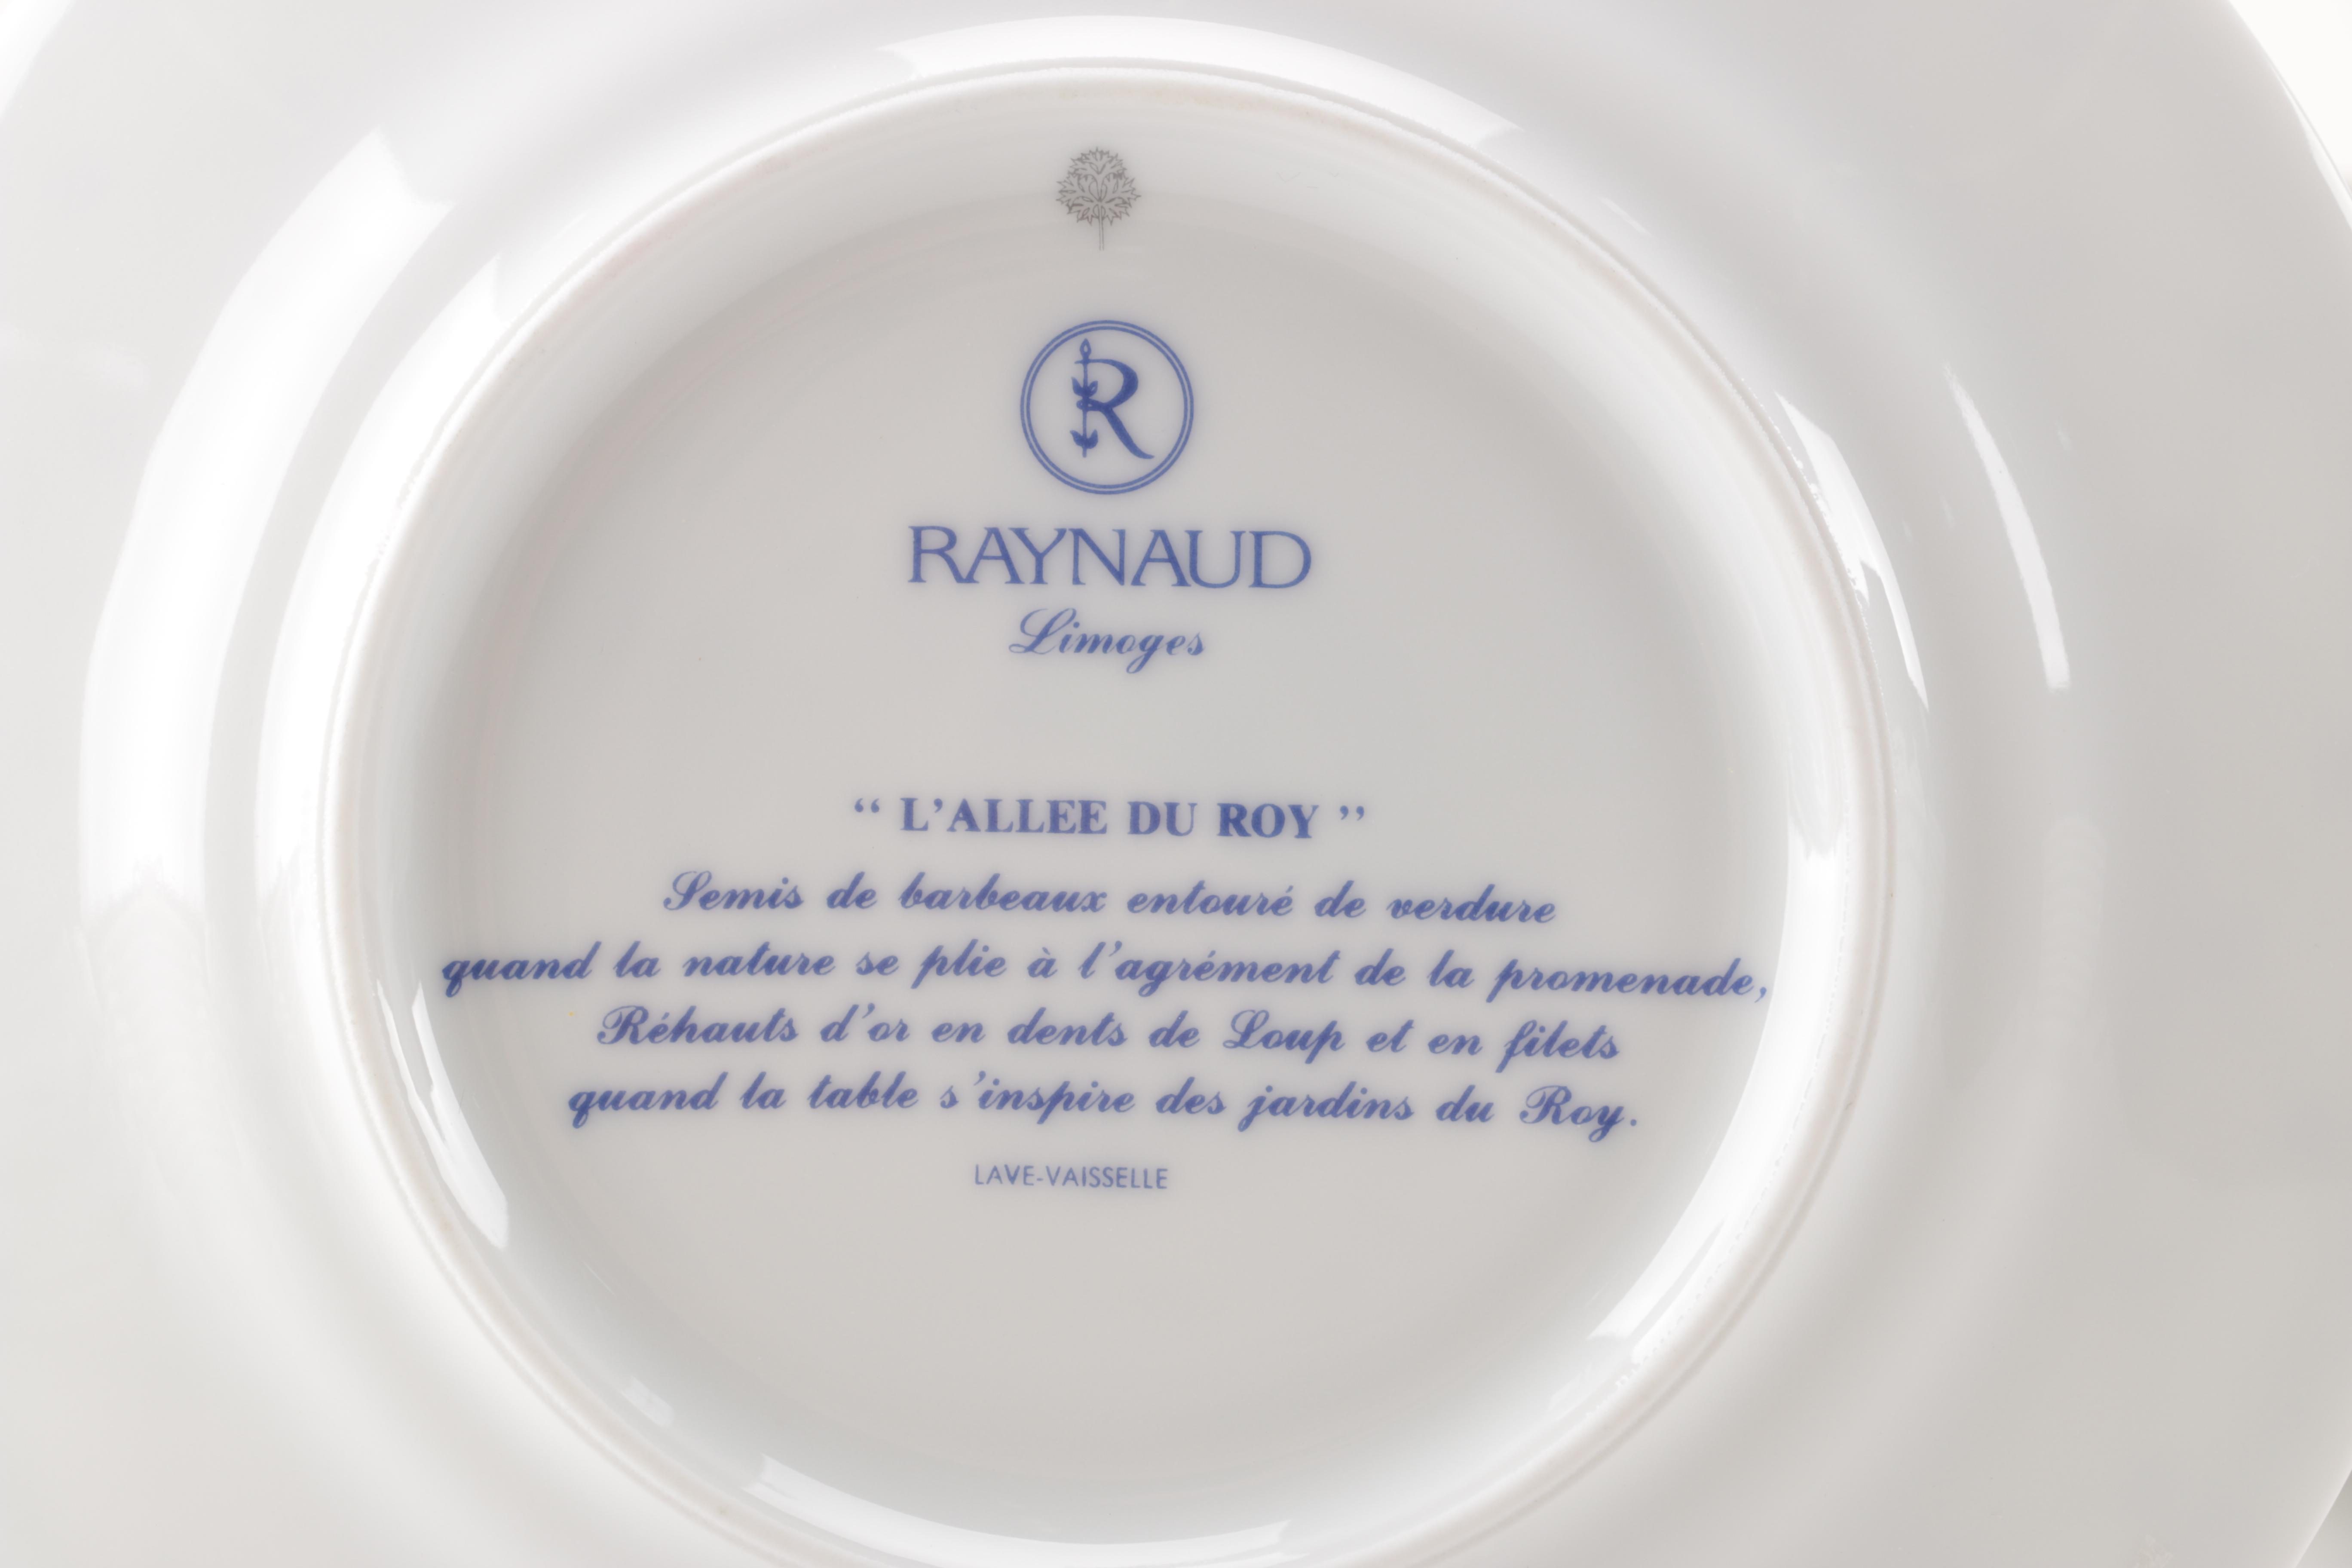 R
RAYNAUD
Limoges
“ L’ALLEE DU ROY ”
Semis de barbeaux entouré de verdure
quand la nature se plie à l’agrément de la promenade,
Réhauts d’or en dents de Loup et en filets
quand la table s’inspire des jardins du Roy.
LAVE-VAISSELLE